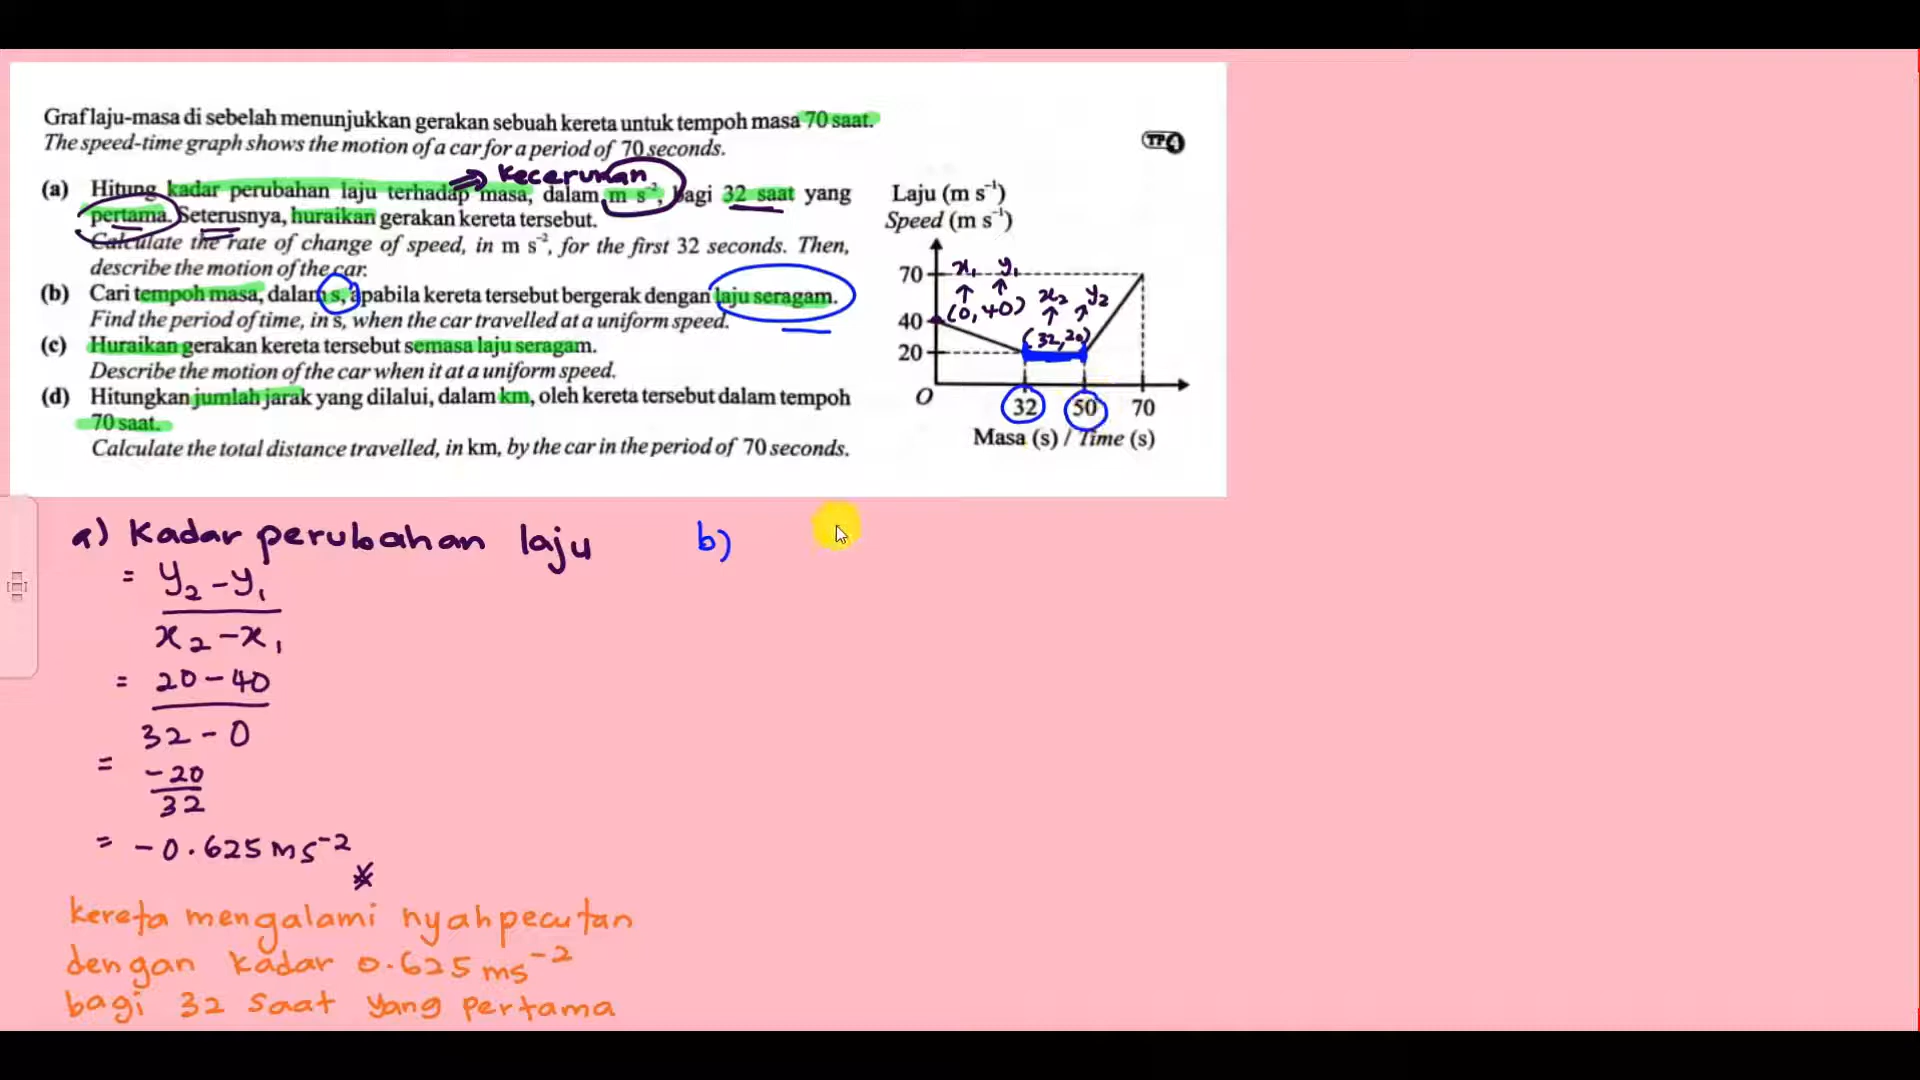 Graf laju-masa di sebelah menunjukkan gerakan sebuah kereta untuk tempoh masa 70 saat.
The speed-time graph shows the motion of a car for a period of 70 seconds.
TP4
⇒ Kecerunan
(a) Hitung kadar perubahan laju terhadap masa, dalam m s⁻², bagi 32 saat yang
pertama. Seterusnya, huraikan gerakan kereta tersebut.
Calculate the rate of change of speed, in m s⁻², for the first 32 seconds. Then,
describe the motion of the car.
(b) Cari tempoh masa, dalam s, apabila kereta tersebut bergerak dengan laju seragam.
Find the period of time, in s, when the car travelled at a uniform speed.
(c) Huraikan gerakan kereta tersebut semasa laju seragam.
Describe the motion of the car when it at a uniform speed.
(d) Hitungkan jumlah jarak yang dilalui, dalam km, oleh kereta tersebut dalam tempoh
70 saat.
Calculate the total distance travelled, in km, by the car in the period of 70 seconds.
Laju (m s⁻¹)
Speed (m s⁻¹)
70
x₁ y₁
x₂ y₂
(0, 40)
40
(32, 20)
20
O
32 50 70
Masa (s) / Time (s)
a) Kadar perubahan laju
= y₂ - y₁
x₂ - x₁
= 20 - 40
32 - 0
= -20
32
= -0.625 ms⁻²
kereta mengalami nyahpecutan
dengan kadar 0.625 ms⁻²
bagi 32 saat yang pertama
b)